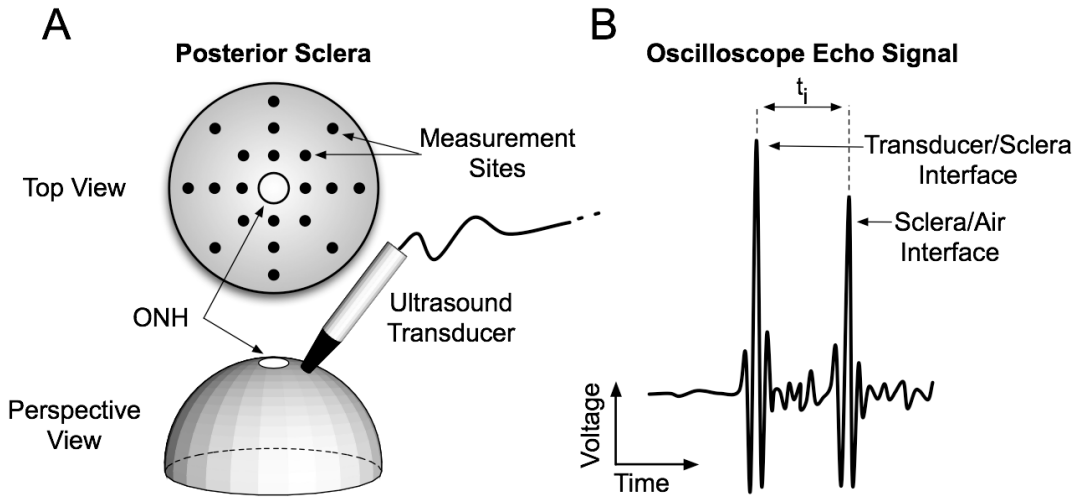 A
Posterior Sclera
Measurement
Sites
Top View
ONH
Ultrasound
Transducer
Perspective
View
B
Oscilloscope Echo Signal
ti
Transducer/Sclera
Interface
Sclera/Air
Interface
Voltage
Time